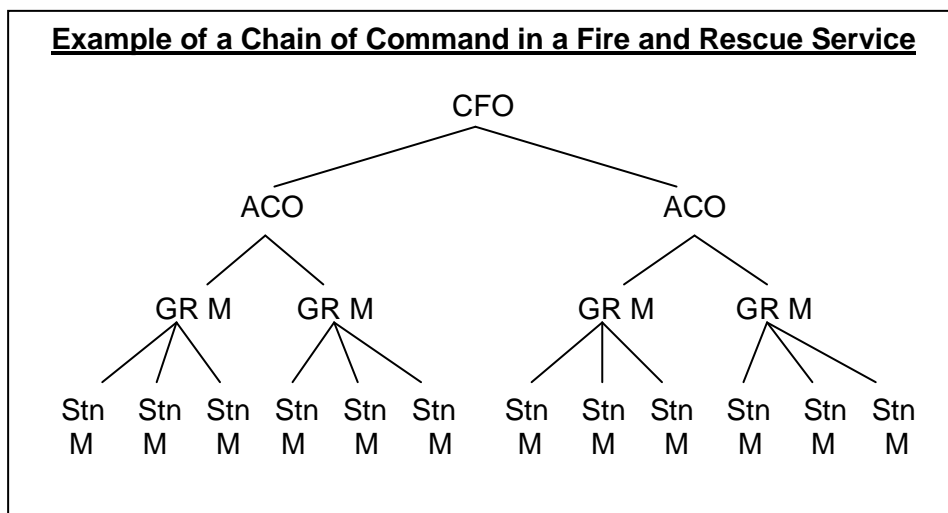 Example of a Chain of Command in a Fire and Rescue Service
CFO
ACO ACO
GR M GR M GR M GR M
Stn Stn Stn Stn Stn Stn Stn Stn Stn Stn Stn Stn
M M M M M M M M M M M M